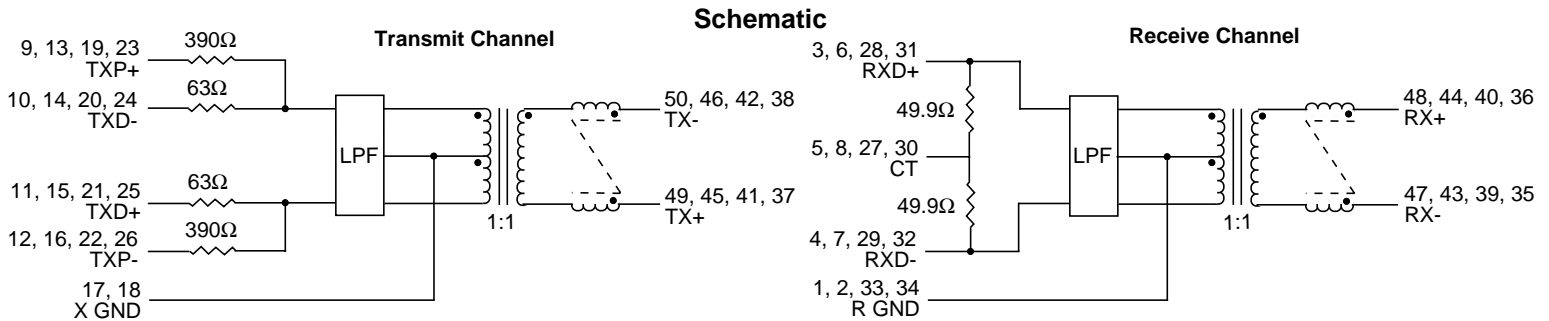 Schematic
Transmit Channel
9, 13, 19, 23
TXP+
390Ω
10, 14, 20, 24
TXD-
63Ω
11, 15, 21, 25
TXD+
63Ω
12, 16, 22, 26
TXP-
390Ω
17, 18
X GND
LPF
1:1
50, 46, 42, 38
TX-
49, 45, 41, 37
TX+
Receive Channel
3, 6, 28, 31
RXD+
49.9Ω
5, 8, 27, 30
CT
49.9Ω
4, 7, 29, 32
RXD-
1, 2, 33, 34
R GND
LPF
1:1
48, 44, 40, 36
RX+
47, 43, 39, 35
RX-